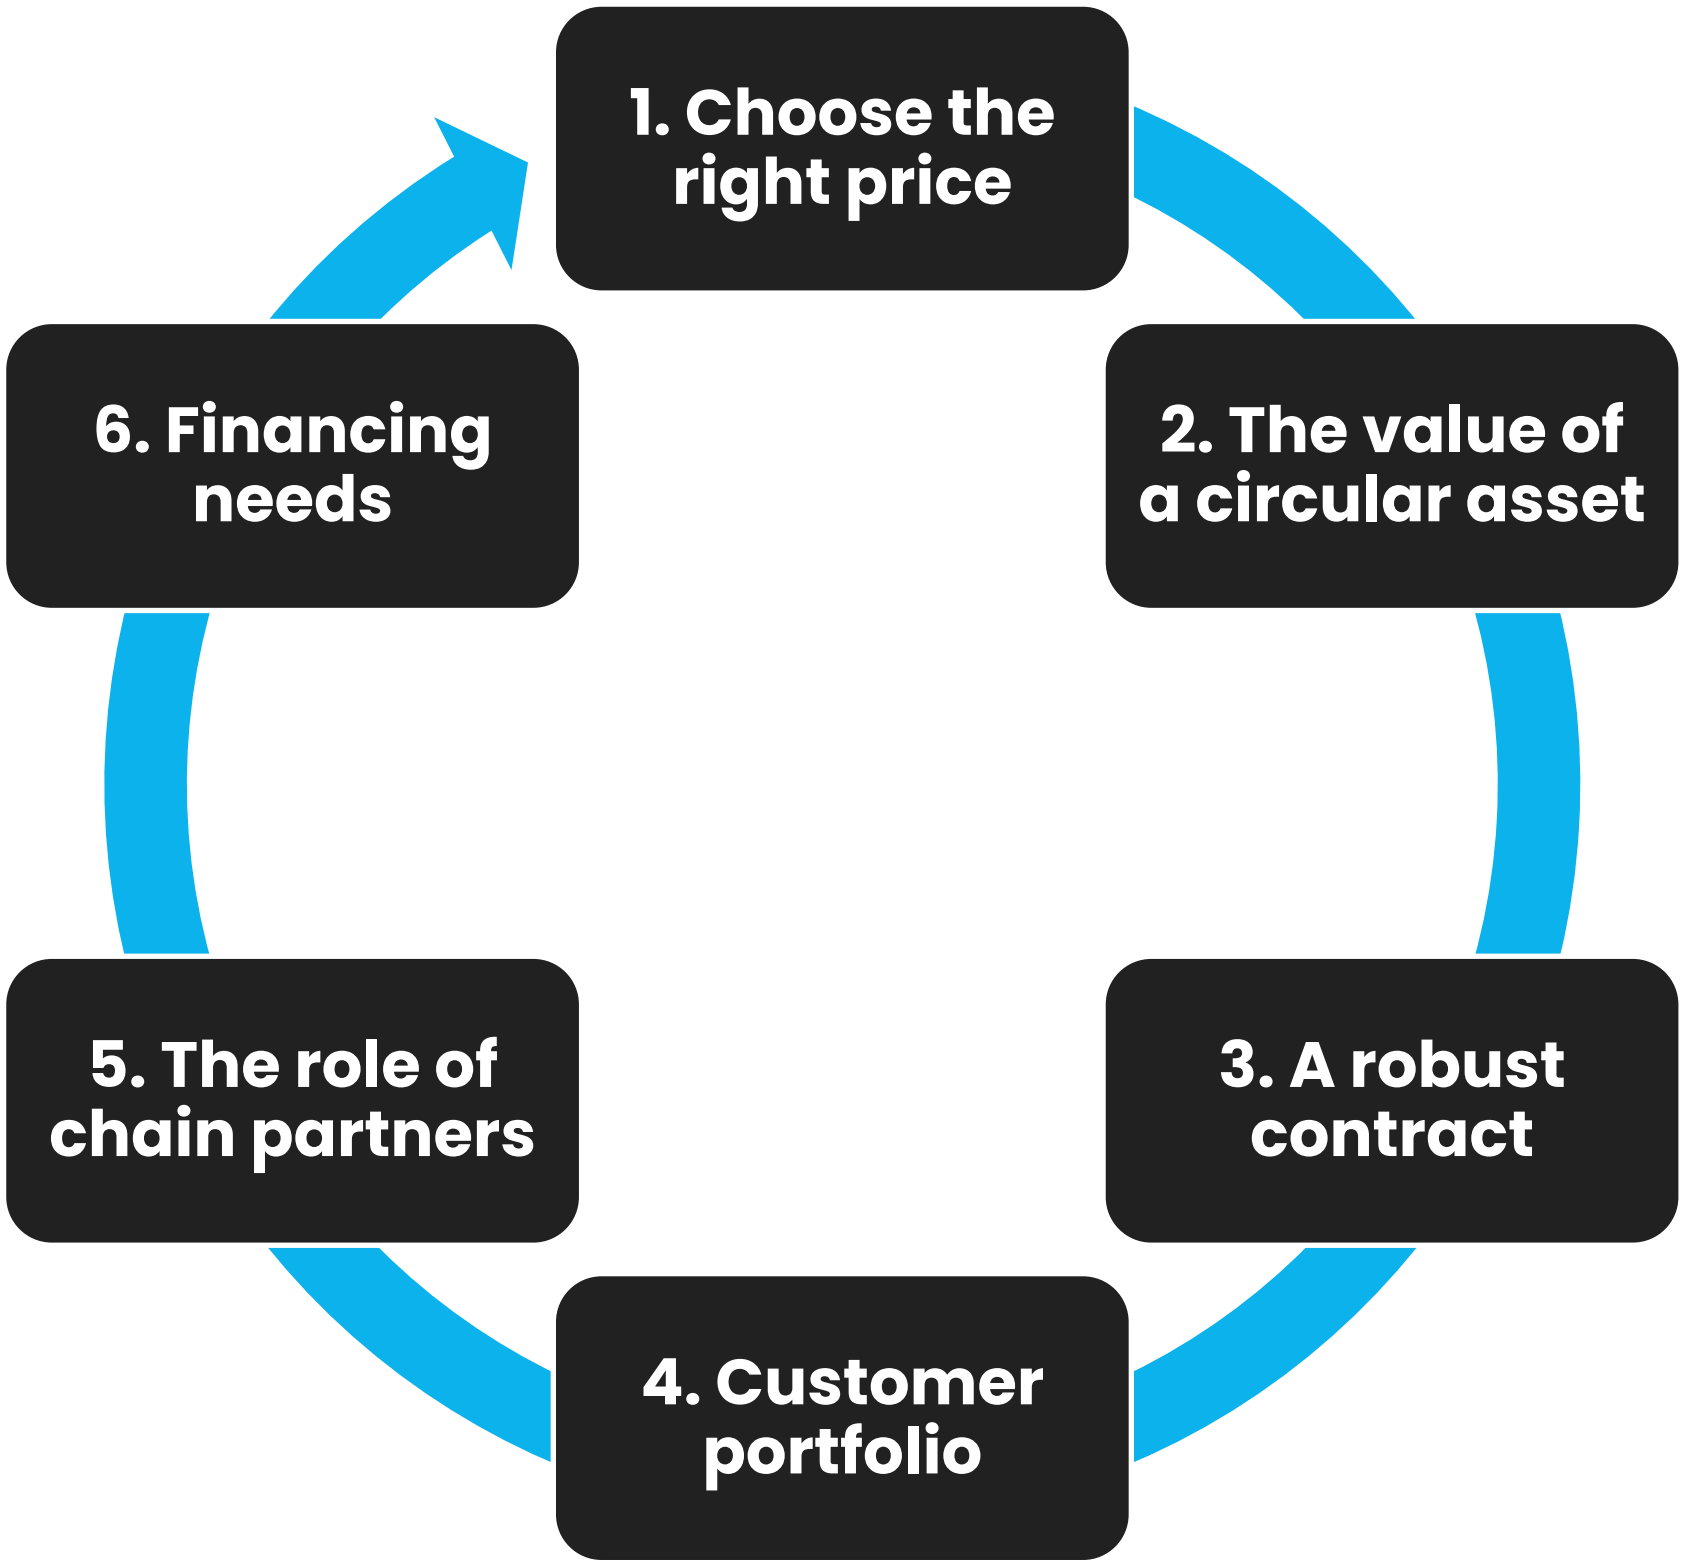 1. Choose the
right price
2. The value of
a circular asset
3. A robust
contract
4. Customer
portfolio
5. The role of
chain partners
6. Financing
needs